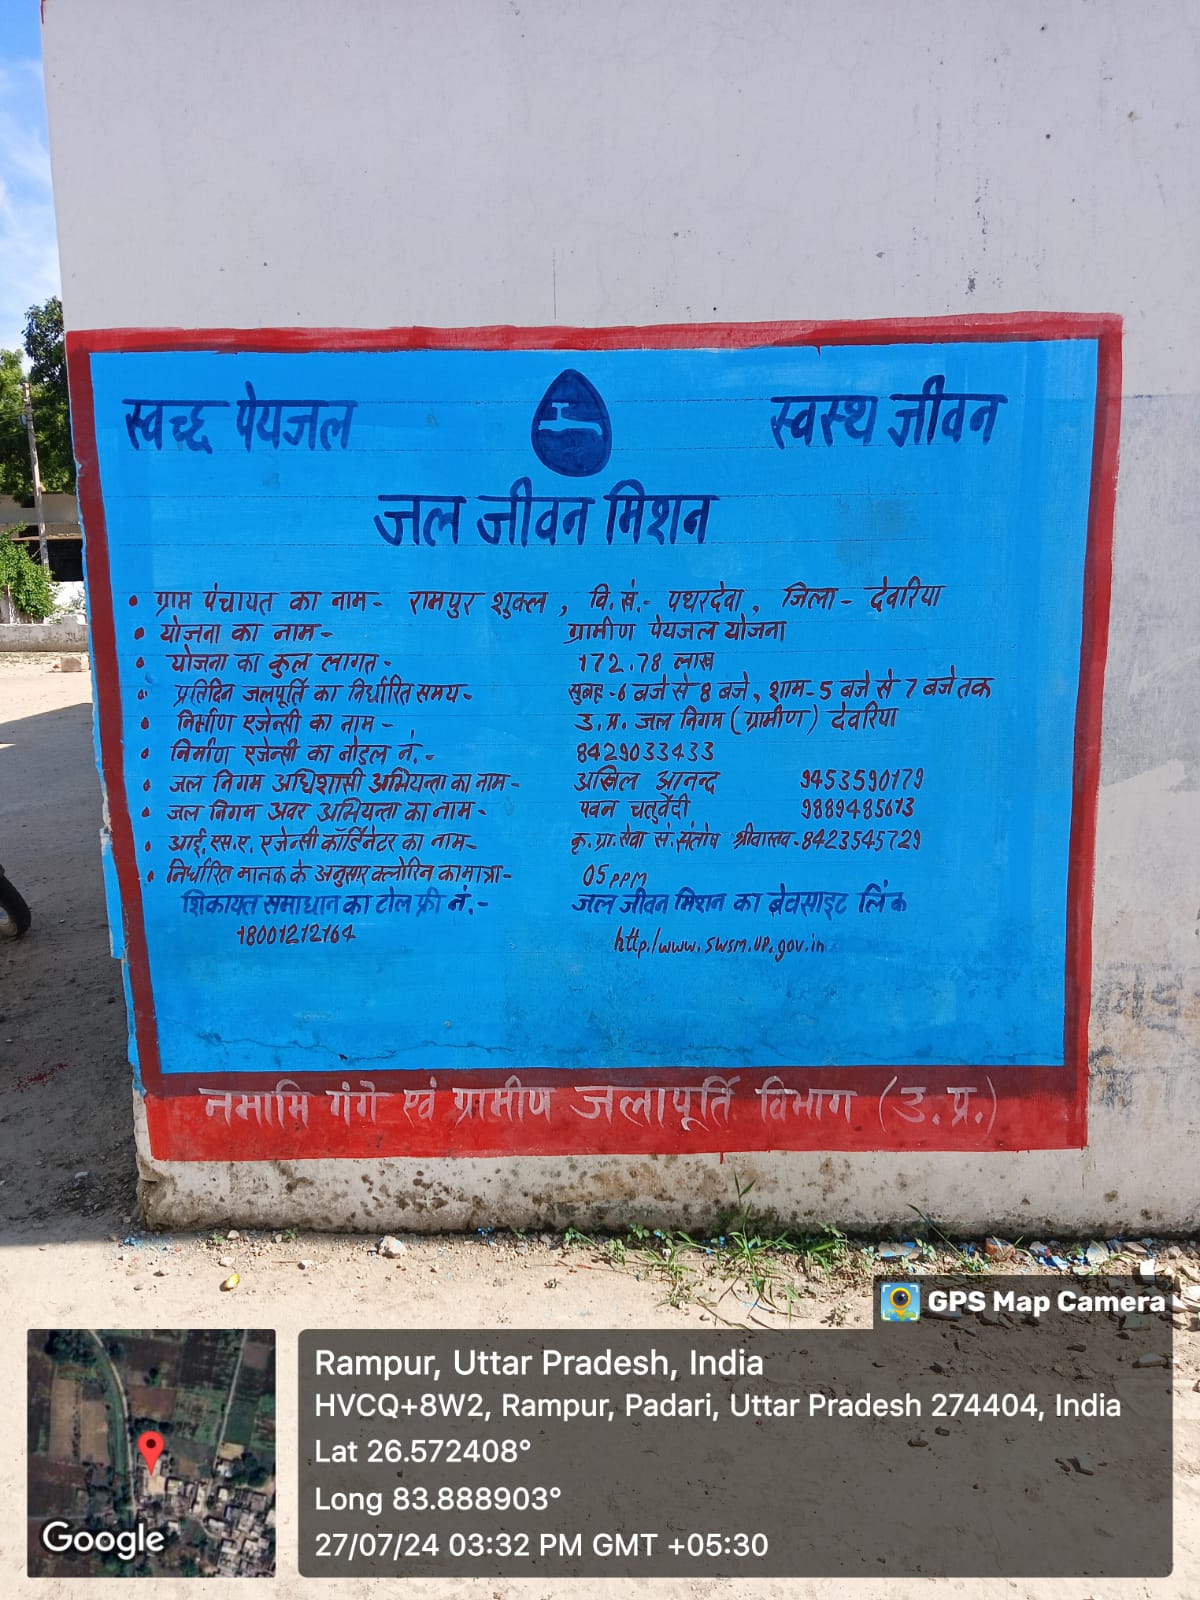 स्वच्छ पेयजल स्वस्थ जीवन
जल जीवन मिशन
• ग्राम पंचायत का नाम- रामपुर शुक्ल, वि.खं.- पथरदेवा, जिला- देवरिया
• योजना का नाम- ग्रामीण पेयजल योजना
• योजना का कुल लागत- 172.78 लाख
• प्रतिदिन जलपूर्ति का निर्धारित समय- सुबह-6 बजे से 8 बजे, शाम-5 बजे से 7 बजे तक
• निर्माण एजेन्सी का नाम- उ.प्र. जल निगम (ग्रामीण) देवरिया
• निर्माण एजेन्सी का नोडल नं.- 8429033433
• जल निगम अधिशासी अभियन्ता का नाम- अखिल आनन्द 9453590179
• जल निगम अवर अभियन्ता का नाम- पवन चतुर्वेदी 9889485673
• आई.एस.ए. एजेन्सी कॉर्डिनेटर का नाम- कृ.ग्रा.सेवा सं.संतोष श्रीवास्तव-8423545729
• निर्धारित मानक के अनुसार क्लोरिन का मात्रा- 05 PPM
शिकायत समाधान का टोल फ्री नं.- जल जीवन मिशन का बेवसाइट लिंक
18001212164 http./www.swsm.up.gov.in
नमामि गंगे एवं ग्रामीण जलापूर्ति विभाग (उ.प्र.)
GPS Map Camera
Rampur, Uttar Pradesh, India
HVCQ+8W2, Rampur, Padari, Uttar Pradesh 274404, India
Lat 26.572408°
Long 83.888903°
27/07/24 03:32 PM GMT +05:30
Google